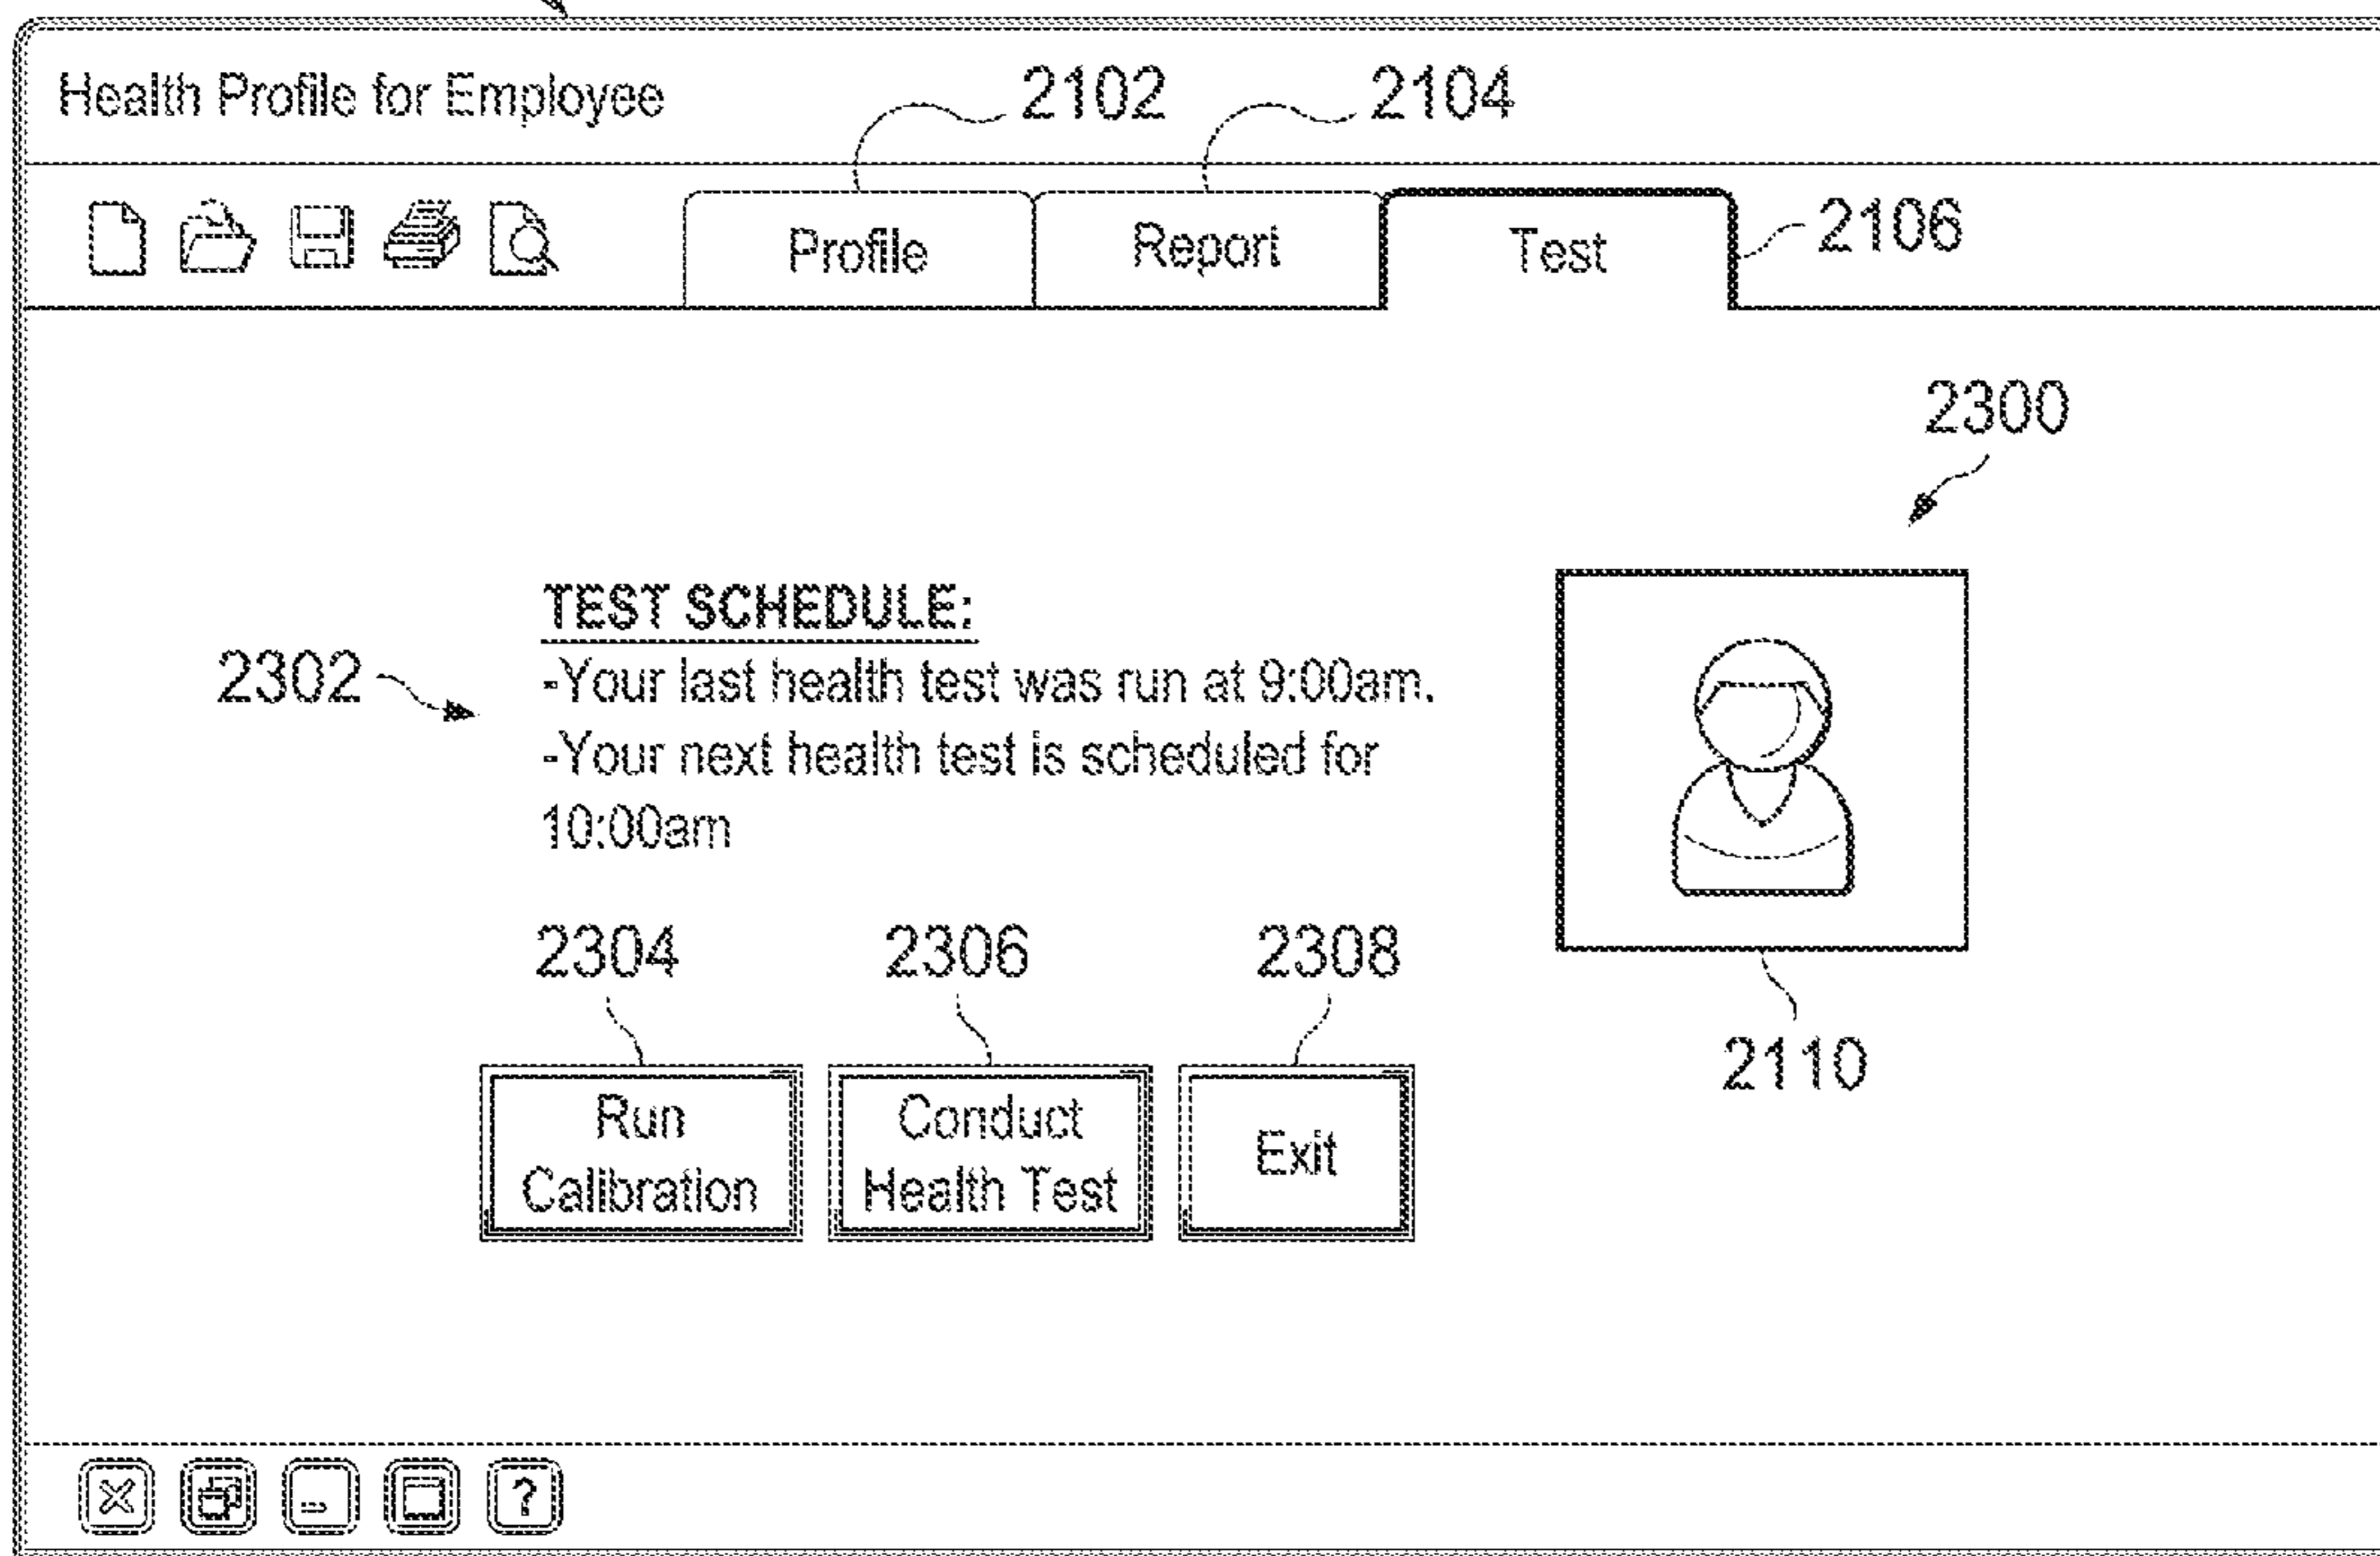 Health Profile for Employee
2102
2104
Profile
Report
Test
2106
2300
TEST SCHEDULE:
2302
-Your last health test was run at 9:00am.
-Your next health test is scheduled for
10:00am
2304
2306
2308
2110
Run
Calibration
Conduct
Health Test
Exit
?